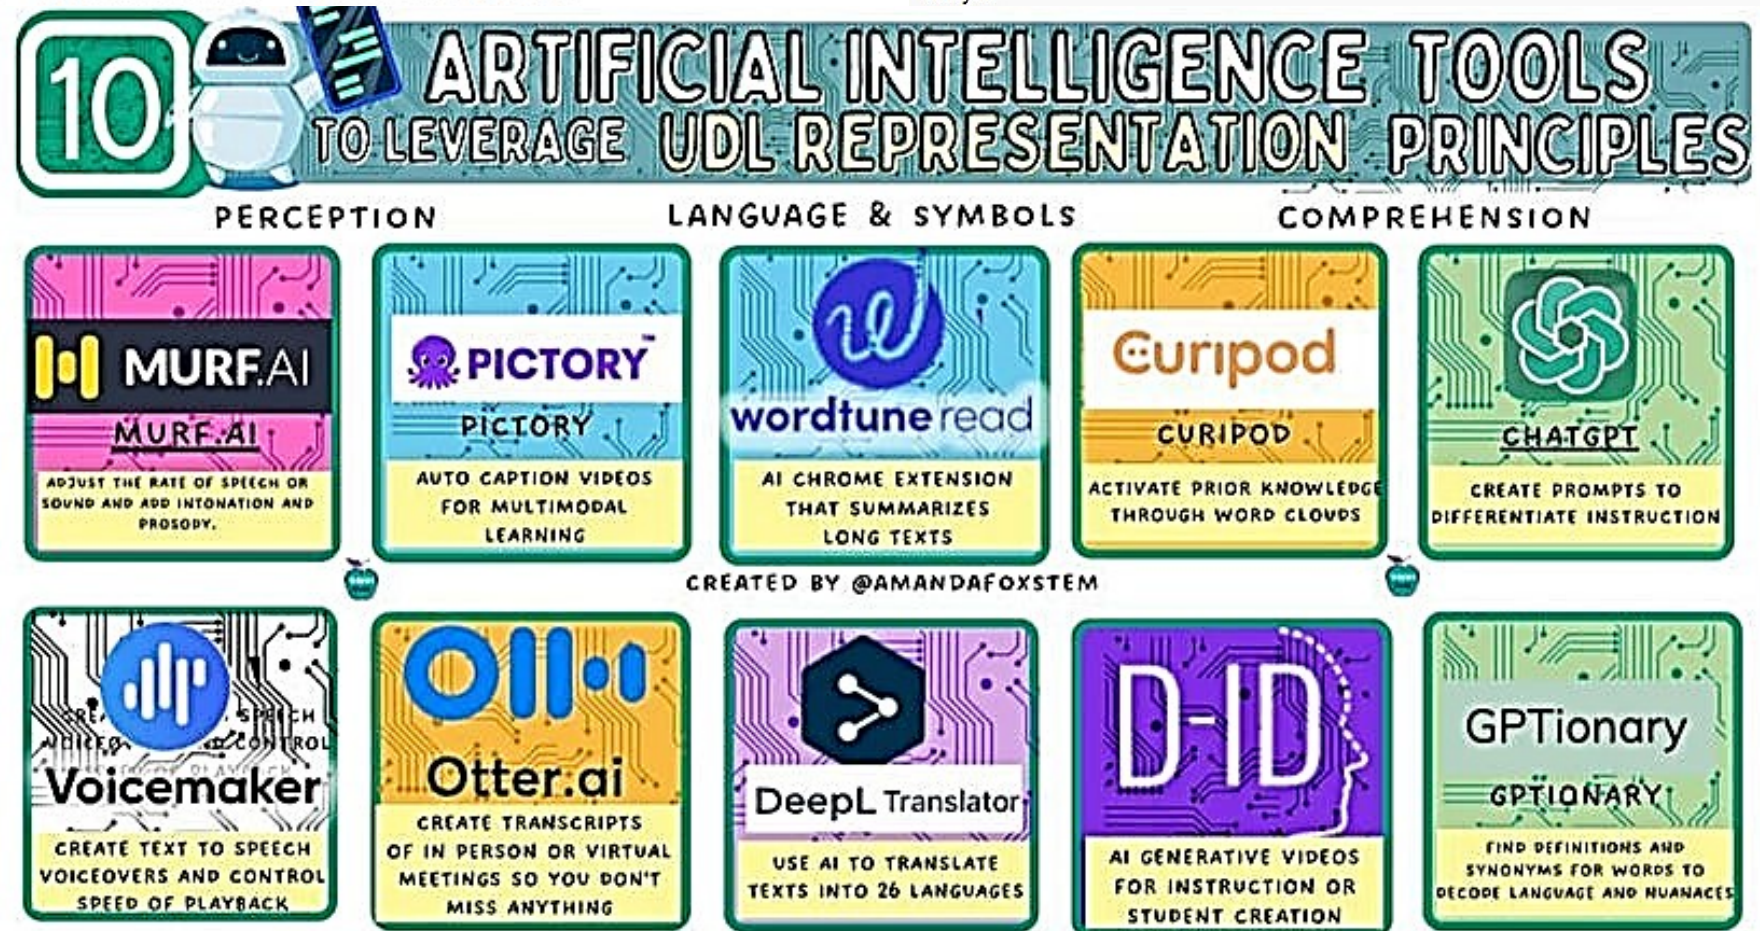 10
ARTIFICIAL INTELLIGENCE TOOLS
TO LEVERAGE UDL REPRESENTATION PRINCIPLES
PERCEPTION
LANGUAGE & SYMBOLS
COMPREHENSION
MURF.AI
MURF.AI
ADJUST THE RATE OF SPEECH OR
SOUND AND ADD INTONATION AND
PROSODY.
PICTORY™
PICTORY
AUTO CAPTION VIDEOS
FOR MULTIMODAL
LEARNING
wordtune read
AI CHROME EXTENSION
THAT SUMMARIZES
LONG TEXTS
Curipod
CURIPOD
ACTIVATE PRIOR KNOWLEDGE
THROUGH WORD CLOUDS
CHATGPT
CREATE PROMPTS TO
DIFFERENTIATE INSTRUCTION
CREATED BY @AMANDAFOXSTEM
SPEECH
CONTROL
Voicemaker
CREATE TEXT TO SPEECH
VOICEOVERS AND CONTROL
SPEED OF PLAYBACK
Otter.ai
CREATE TRANSCRIPTS
OF IN PERSON OR VIRTUAL
MEETINGS SO YOU DON'T
MISS ANYTHING
DeepL Translator
USE AI TO TRANSLATE
TEXTS INTO 26 LANGUAGES
D-ID
AI GENERATIVE VIDEOS
FOR INSTRUCTION OR
STUDENT CREATION
GPTionary
GPTIONARY
FIND DEFINITIONS AND
SYNONYMS FOR WORDS TO
DECODE LANGUAGE AND NUANACES